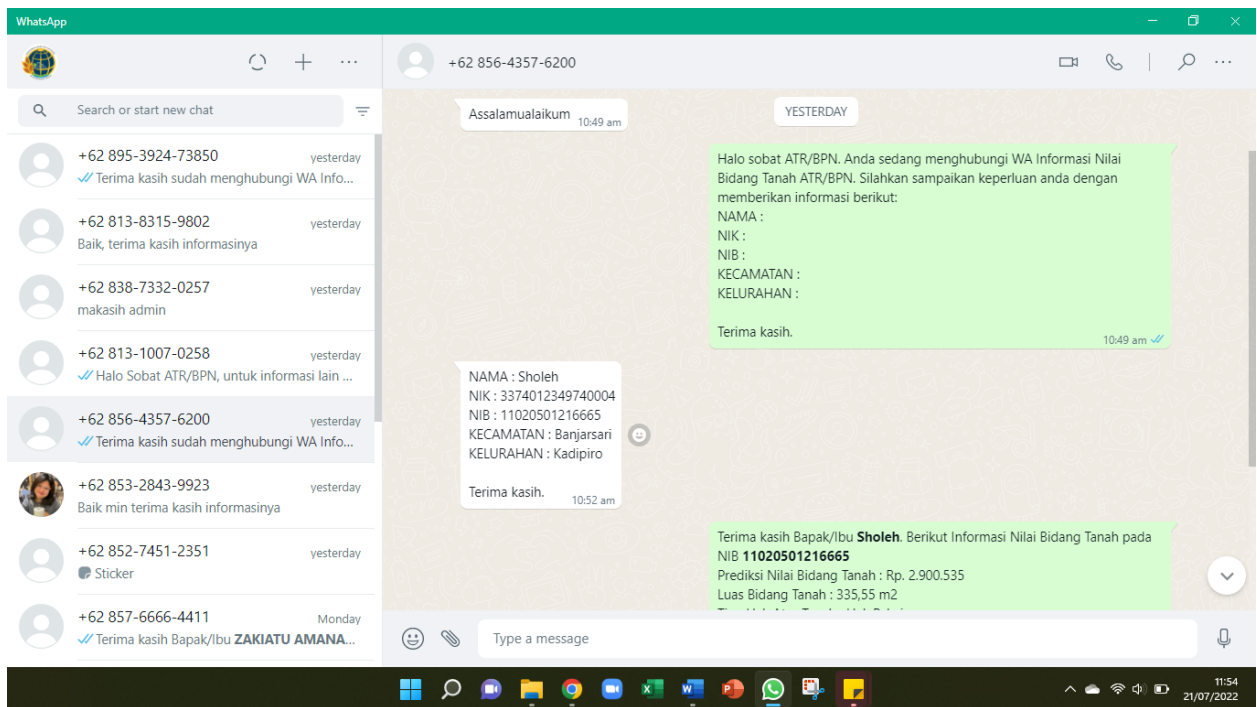 WhatsApp
Search or start new chat
+62 895-3924-73850 yesterday
Terima kasih sudah menghubungi WA Info...
+62 813-8315-9802 yesterday
Baik, terima kasih informasinya
+62 838-7332-0257 yesterday
makasih admin
+62 813-1007-0258 yesterday
Halo Sobat ATR/BPN, untuk informasi lain ...
+62 856-4357-6200 yesterday
Terima kasih sudah menghubungi WA Info...
+62 853-2843-9923 yesterday
Baik min terima kasih informasinya
+62 852-7451-2351 yesterday
Sticker
+62 857-6666-4411 Monday
Terima kasih Bapak/Ibu ZAKIATU AMANA...
+62 856-4357-6200
Assalamualaikum 10:49 am
YESTERDAY
Halo sobat ATR/BPN. Anda sedang menghubungi WA Informasi Nilai
Bidang Tanah ATR/BPN. Silahkan sampaikan keperluan anda dengan
memberikan informasi berikut:
NAMA :
NIK :
NIB :
KECAMATAN :
KELURAHAN :
Terima kasih.
10:49 am
NAMA : Sholeh
NIK : 3374012349740004
NIB : 11020501216665
KECAMATAN : Banjarsari
KELURAHAN : Kadipiro
Terima kasih.
10:52 am
Terima kasih Bapak/Ibu Sholeh. Berikut Informasi Nilai Bidang Tanah pada
NIB 11020501216665
Prediksi Nilai Bidang Tanah : Rp. 2.900.535
Luas Bidang Tanah : 335,55 m2
Type a message
11:54
21/07/2022